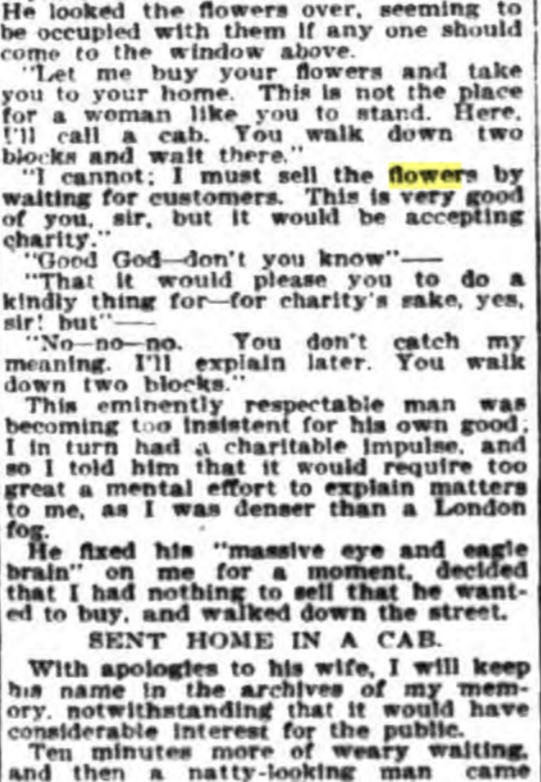 He looked the flowers over, seeming to
be occupied with them if any one should
come to the window above.
"Let me buy your flowers and take
you to your home. This is not the place
for a woman like you to stand. Here,
I'll call a cab. You walk down two
blocks and wait there."
"I cannot; I must sell the flowers by
waiting for customers. This is very good
of you, sir, but it would be accepting
charity."
"Good God—don't you know"—
"That it would please you to do a
kindly thing for—for charity's sake, yes,
sir! but"—
"No—no—no. You don't catch my
meaning. I'll explain later. You walk
down two blocks."
This eminently respectable man was
becoming too insistent for his own good;
I in turn had a charitable impulse, and
so I told him that it would require too
great a mental effort to explain matters
to me, as I was denser than a London
fog.
He fixed his "massive eye and eagle
brain" on me for a moment, decided
that I had nothing to sell that he want-
ed to buy, and walked down the street.
SENT HOME IN A CAB.
With apologies to his wife, I will keep
his name in the archives of my mem-
ory, notwithstanding that it would have
considerable interest for the public.
Ten minutes more of weary waiting,
and then a natty-looking man came